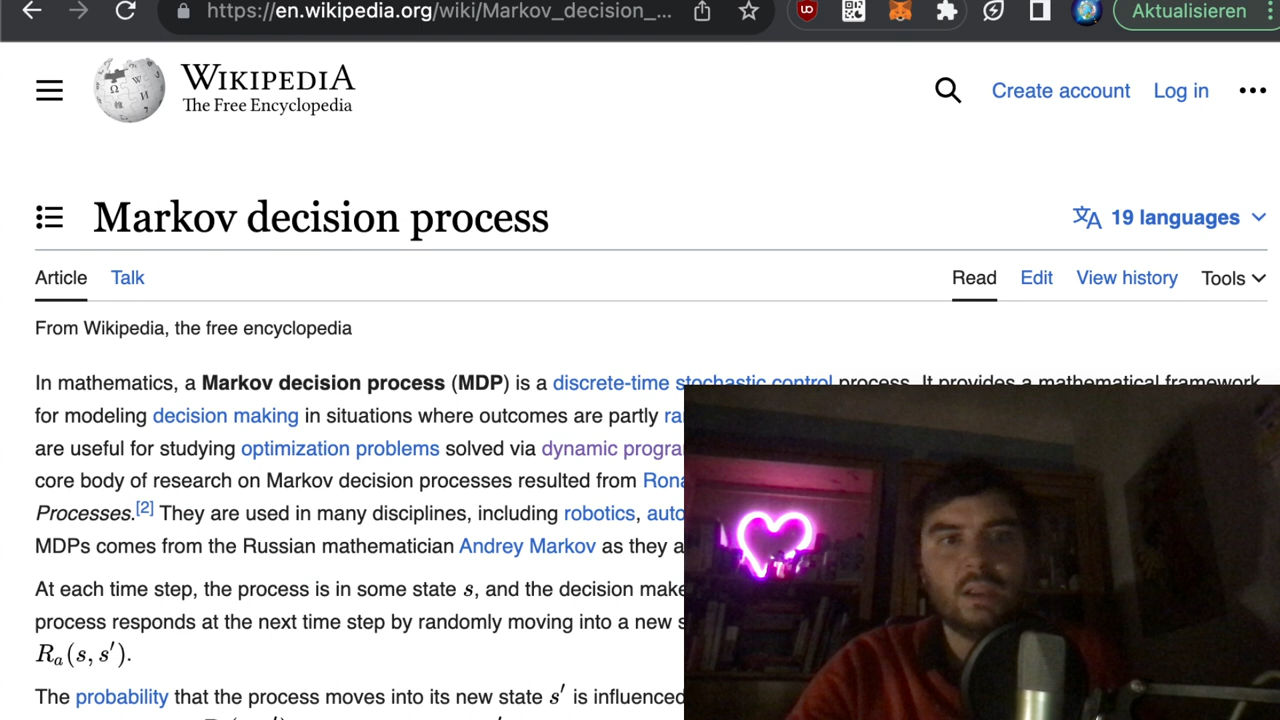 https://en.wikipedia.org/wiki/Markov_decision_...
Aktualisieren
WIKIPEDIA
The Free Encyclopedia
Create account
Log in
Markov decision process
19 languages
Article
Talk
Read
Edit
View history
Tools
From Wikipedia, the free encyclopedia
In mathematics, a Markov decision process (MDP) is a discrete-time stochastic control process. It provides a mathematical framework
for modeling decision making in situations where outcomes are partly
are useful for studying optimization problems solved via dynamic
core body of research on Markov decision processes resulted from
Processes.[2] They are used in many disciplines, including robotics,
MDPs comes from the Russian mathematician Andrey Markov as they
At each time step, the process is in some state s, and the decision
process responds at the next time step by randomly moving into a new
Rₐ(s, s′).
The probability that the process moves into its new state s′ is influenced